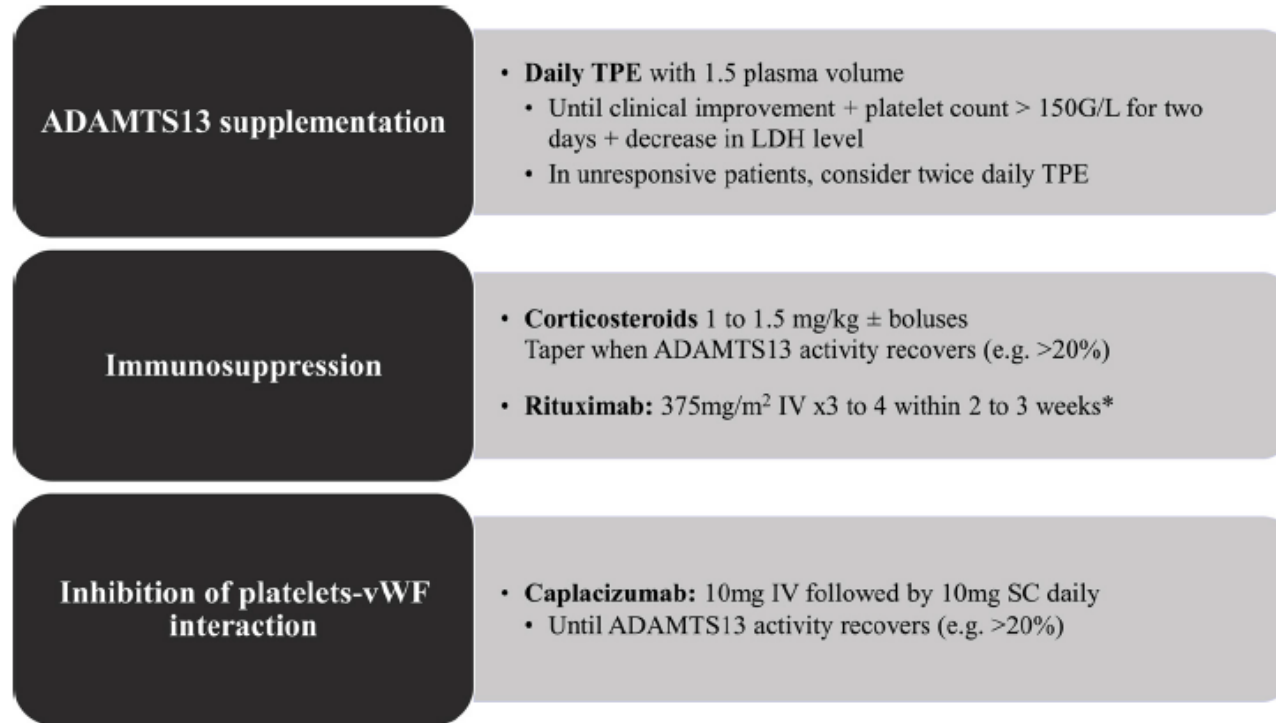 ADAMTS13 supplementation
• Daily TPE with 1.5 plasma volume
• Until clinical improvement + platelet count > 150G/L for two
days + decrease in LDH level
• In unresponsive patients, consider twice daily TPE
Immunosuppression
• Corticosteroids 1 to 1.5 mg/kg ± boluses
Taper when ADAMTS13 activity recovers (e.g. >20%)
• Rituximab: 375mg/m² IV x3 to 4 within 2 to 3 weeks*
Inhibition of platelets-vWF
interaction
• Caplacizumab: 10mg IV followed by 10mg SC daily
• Until ADAMTS13 activity recovers (e.g. >20%)